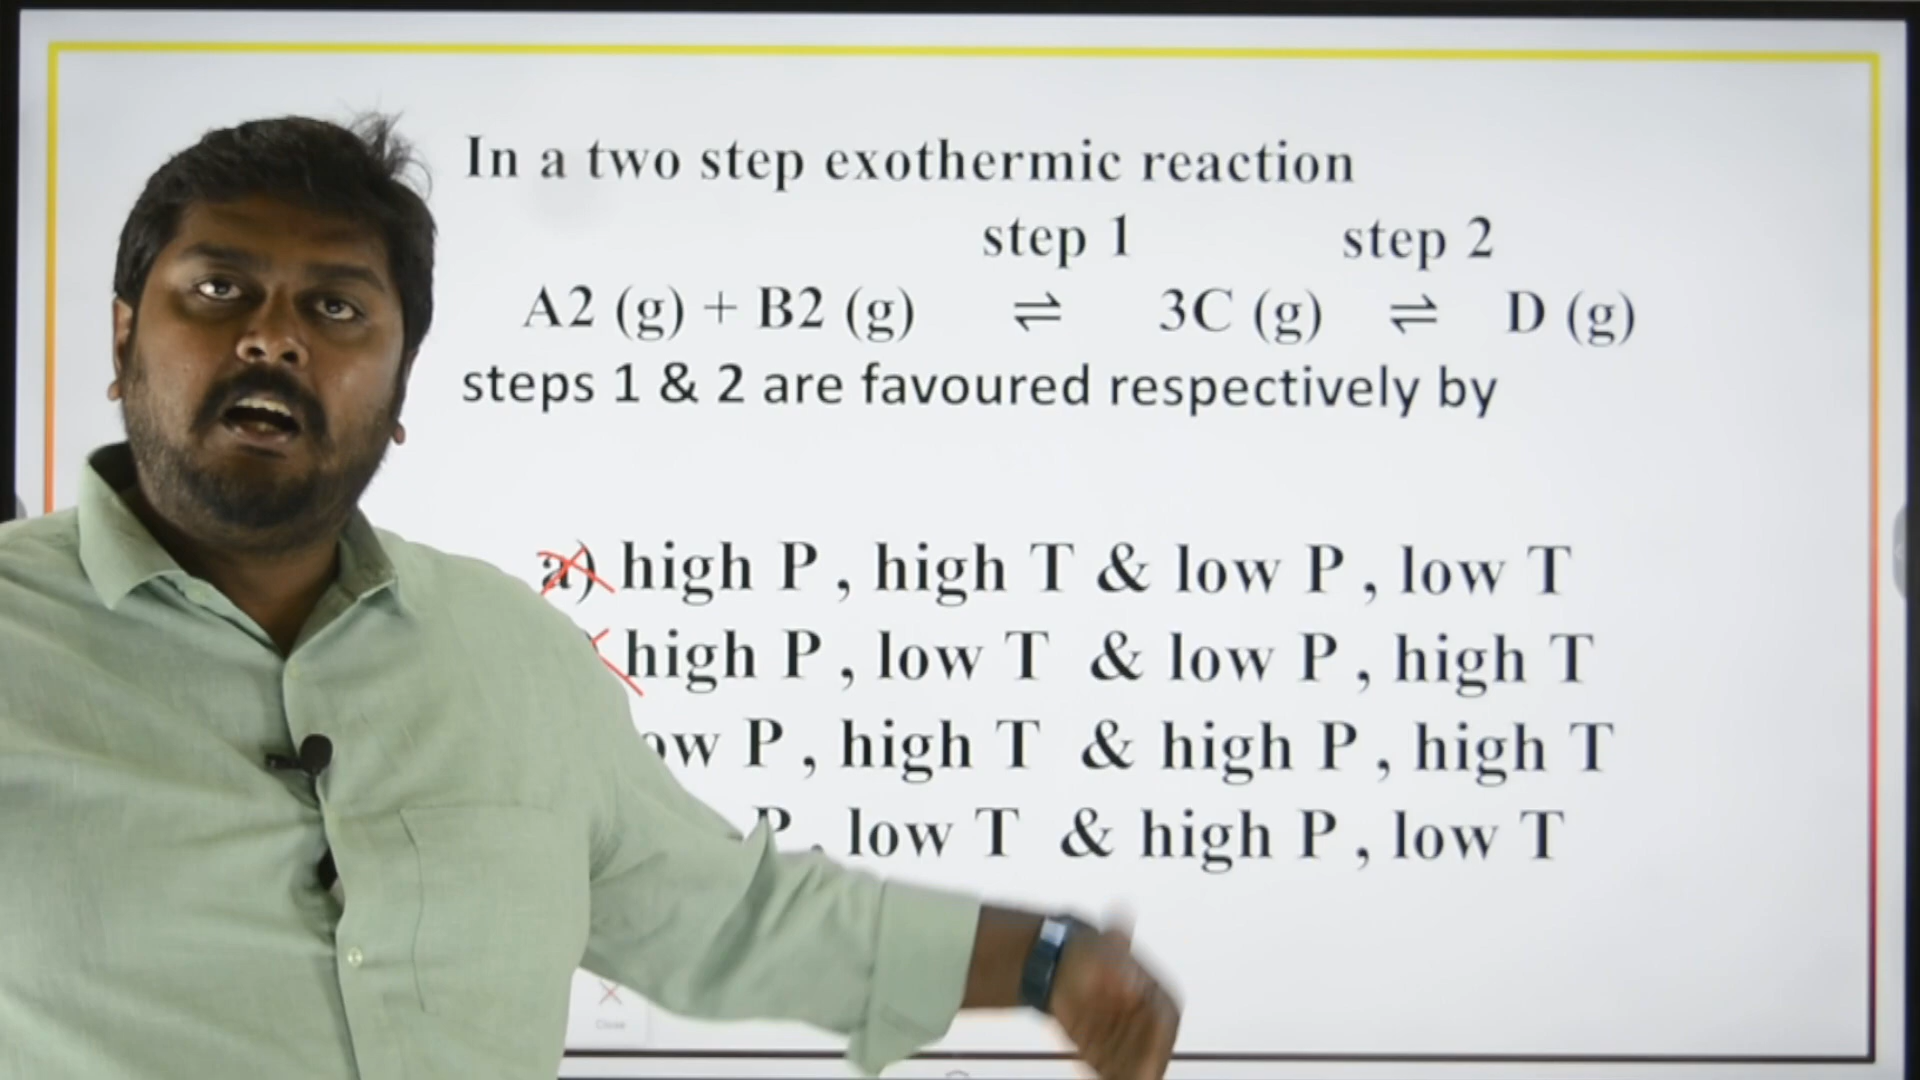 In a two step exothermic reaction
step 1 step 2
A2 (g) + B2 (g) ⇌ 3C (g) ⇌ D (g)
steps 1 & 2 are favoured respectively by
a) high P , high T & low P , low T
high P , low T & low P , high T
P , high T & high P , high T
P , low T & high P , low T
Close